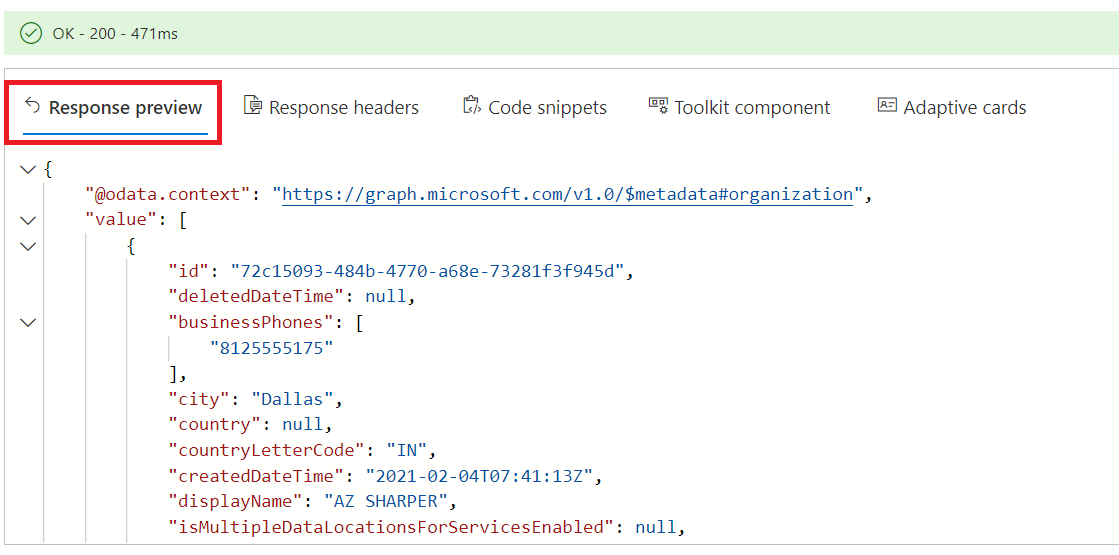 OK - 200 - 471ms
Response preview Response headers Code snippets Toolkit component Adaptive cards
{
"@odata.context": "https://graph.microsoft.com/v1.0/$metadata#organization",
"value": [
{
"id": "72c15093-484b-4770-a68e-73281f3f945d",
"deletedDateTime": null,
"businessPhones": [
"8125555175"
],
"city": "Dallas",
"country": null,
"countryLetterCode": "IN",
"createdDateTime": "2021-02-04T07:41:13Z",
"displayName": "AZ SHARPER",
"isMultipleDataLocationsForServicesEnabled": null,